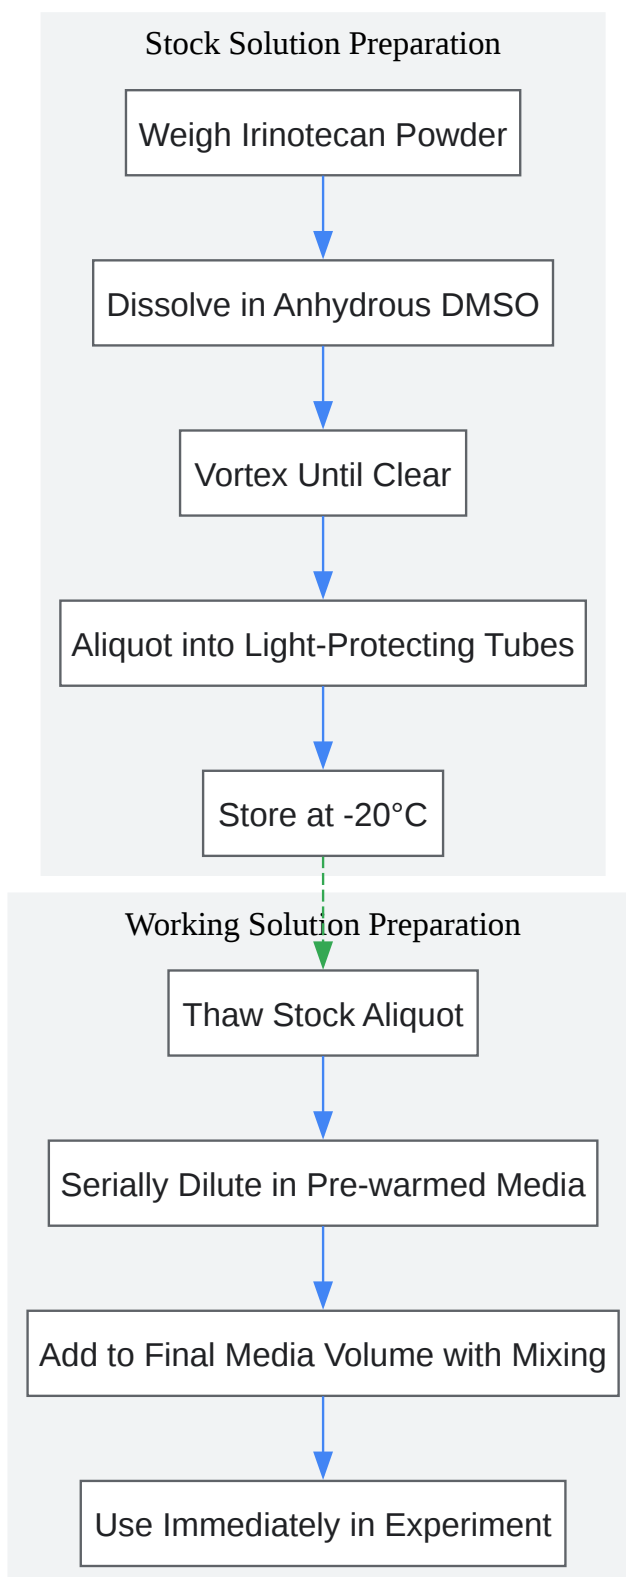 Stock Solution Preparation
Weigh Irinotecan Powder
Dissolve in Anhydrous DMSO
Vortex Until Clear
Aliquot into Light-Protecting Tubes
Store at -20°C
Working Solution Preparation
Thaw Stock Aliquot
Serially Dilute in Pre-warmed Media
Add to Final Media Volume with Mixing
Use Immediately in Experiment